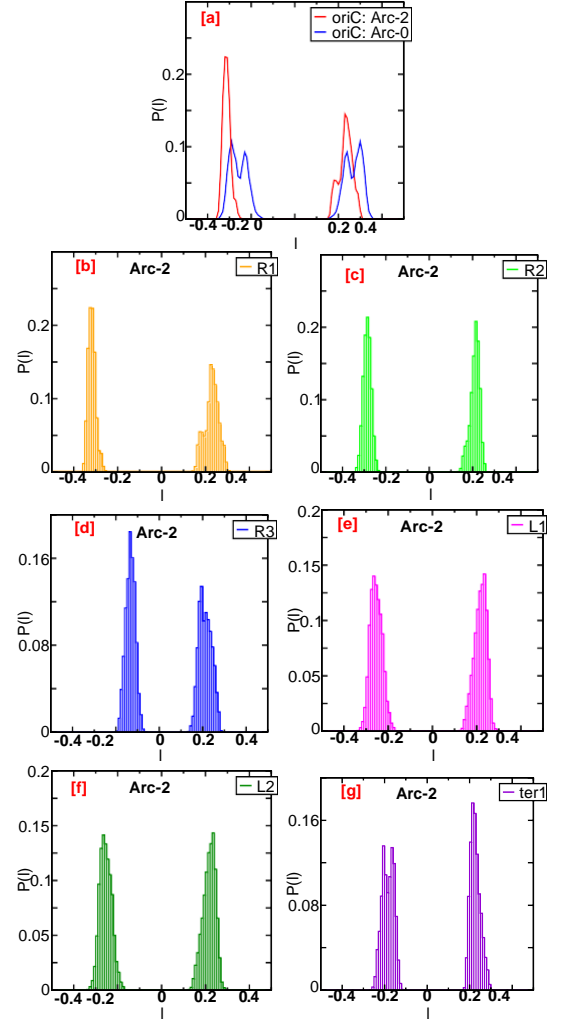 [a]
oriC: Arc-2
oriC: Arc-0
P(l)
0.2
0.1
0
-0.4 -0.2 0 0.2 0.4
l
[b]
Arc-2
R1
P(l)
0.2
0.1
0
-0.4 -0.2 0 0.2 0.4
l
[c]
Arc-2
R2
P(l)
0.2
0.1
0
-0.4 -0.2 0 0.2 0.4
l
[d]
Arc-2
R3
P(l)
0.16
0.08
0
-0.4 -0.2 0 0.2 0.4
l
[e]
Arc-2
L1
P(l)
0.2
0.15
0.1
0.05
0
-0.4 -0.2 0 0.2 0.4
l
[f]
Arc-2
L2
P(l)
0.2
0.15
0.1
0.05
0
-0.4 -0.2 0 0.2 0.4
l
[g]
Arc-2
ter1
P(l)
0.16
0.08
0
-0.4 -0.2 0 0.2 0.4
l